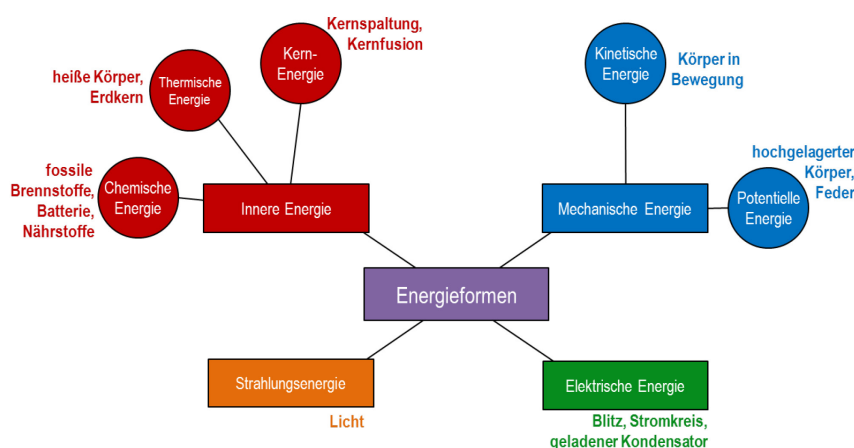 Kernspaltung,
Kernfusion
Kern-
Energie
heiße Körper,
Erdkern
Thermische
Energie
fossile
Brennstoffe,
Batterie,
Nährstoffe
Chemische
Energie
Innere Energie
Kinetische
Energie
Körper in
Bewegung
hochgelagerter
Körper,
Feder
Potentielle
Energie
Mechanische Energie
Energieformen
Strahlungsenergie
Licht
Elektrische Energie
Blitz, Stromkreis,
geladener Kondensator